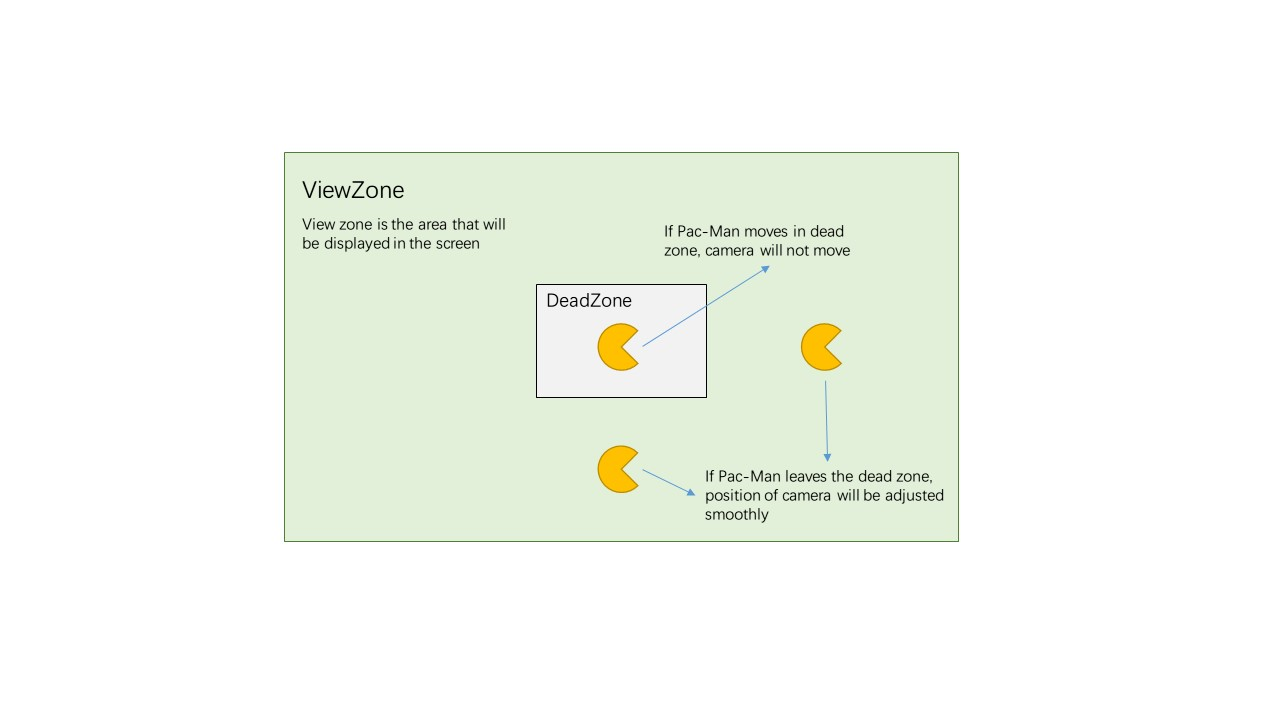 ViewZone
View zone is the area that will
be displayed in the screen
If Pac-Man moves in dead
zone, camera will not move
DeadZone
If Pac-Man leaves the dead zone,
position of camera will be adjusted
smoothly